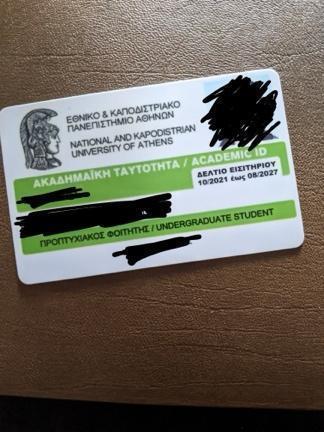 ΕΘΝΙΚΟ & ΚΑΠΟΔΙΣΤΡΙΑΚΟ
ΠΑΝΕΠΙΣΤΗΜΙΟ ΑΘΗΝΩΝ
NATIONAL AND KAPODISTRIAN
UNIVERSITY OF ATHENS
ΑΚΑΔΗΜΑΪΚΗ ΤΑΥΤΟΤΗΤΑ / ACADEMIC ID
ΔΕΛΤΙΟ ΕΙΣΙΤΗΡΙΟΥ
10/2021 έως 08/2027
ΠΡΟΠΤΥΧΙΑΚΟΣ ΦΟΙΤΗΤΗΣ / UNDERGRADUATE STUDENT